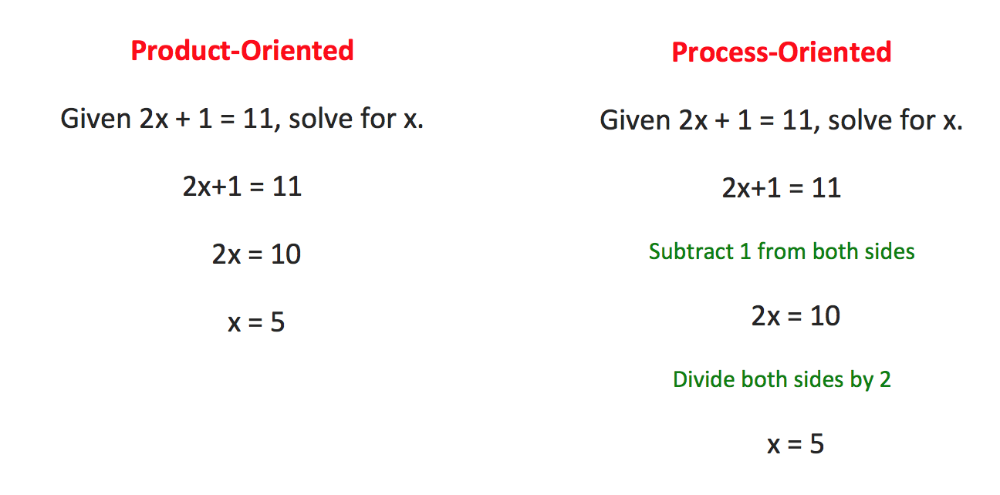 Product-Oriented
Given 2x + 1 = 11, solve for x.
2x+1 = 11
2x = 10
x = 5
Process-Oriented
Given 2x + 1 = 11, solve for x.
2x+1 = 11
Subtract 1 from both sides
2x = 10
Divide both sides by 2
x = 5